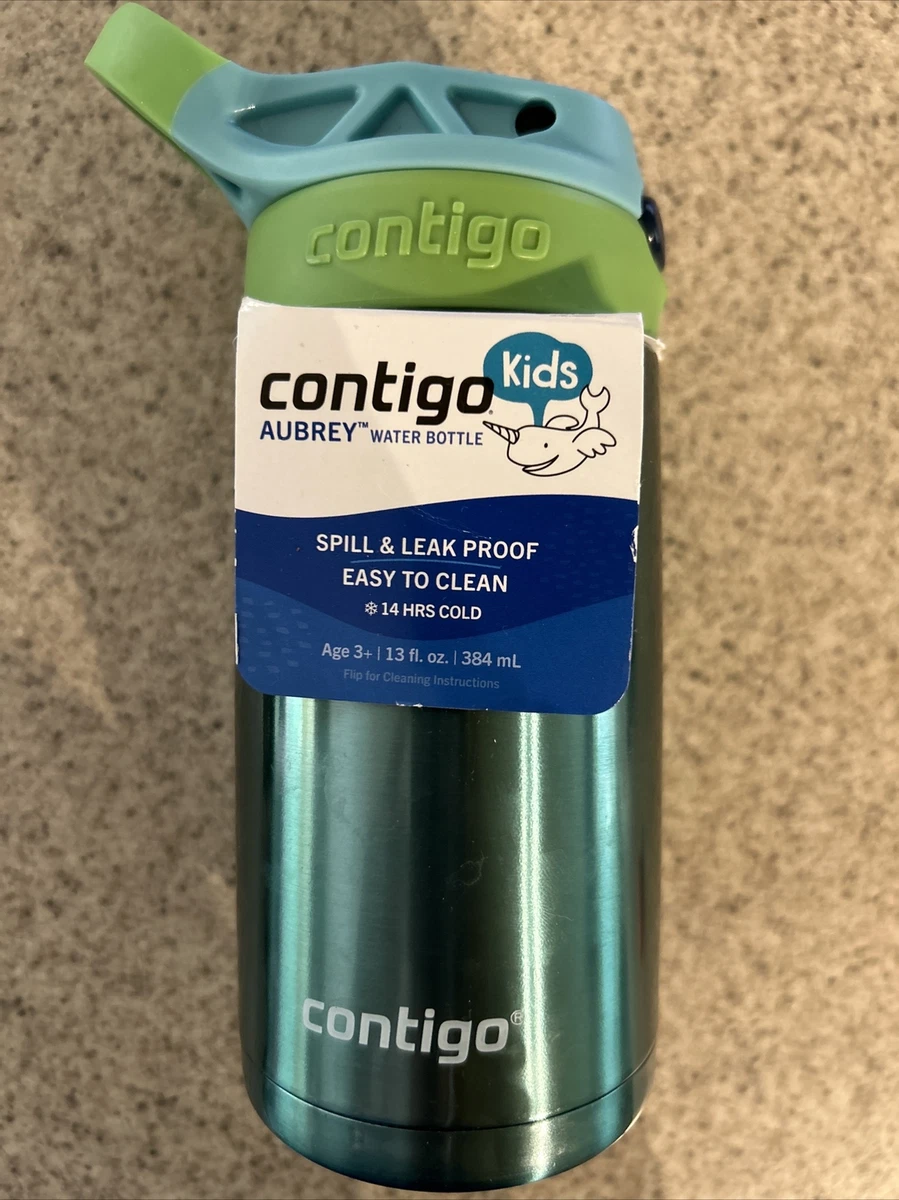 contigo
Kids
contigo®
AUBREY™ WATER BOTTLE
SPILL & LEAK PROOF
EASY TO CLEAN
❄ 14 HRS COLD
Age 3+ | 13 fl. oz. | 384 mL
Flip for Cleaning Instructions
contigo®